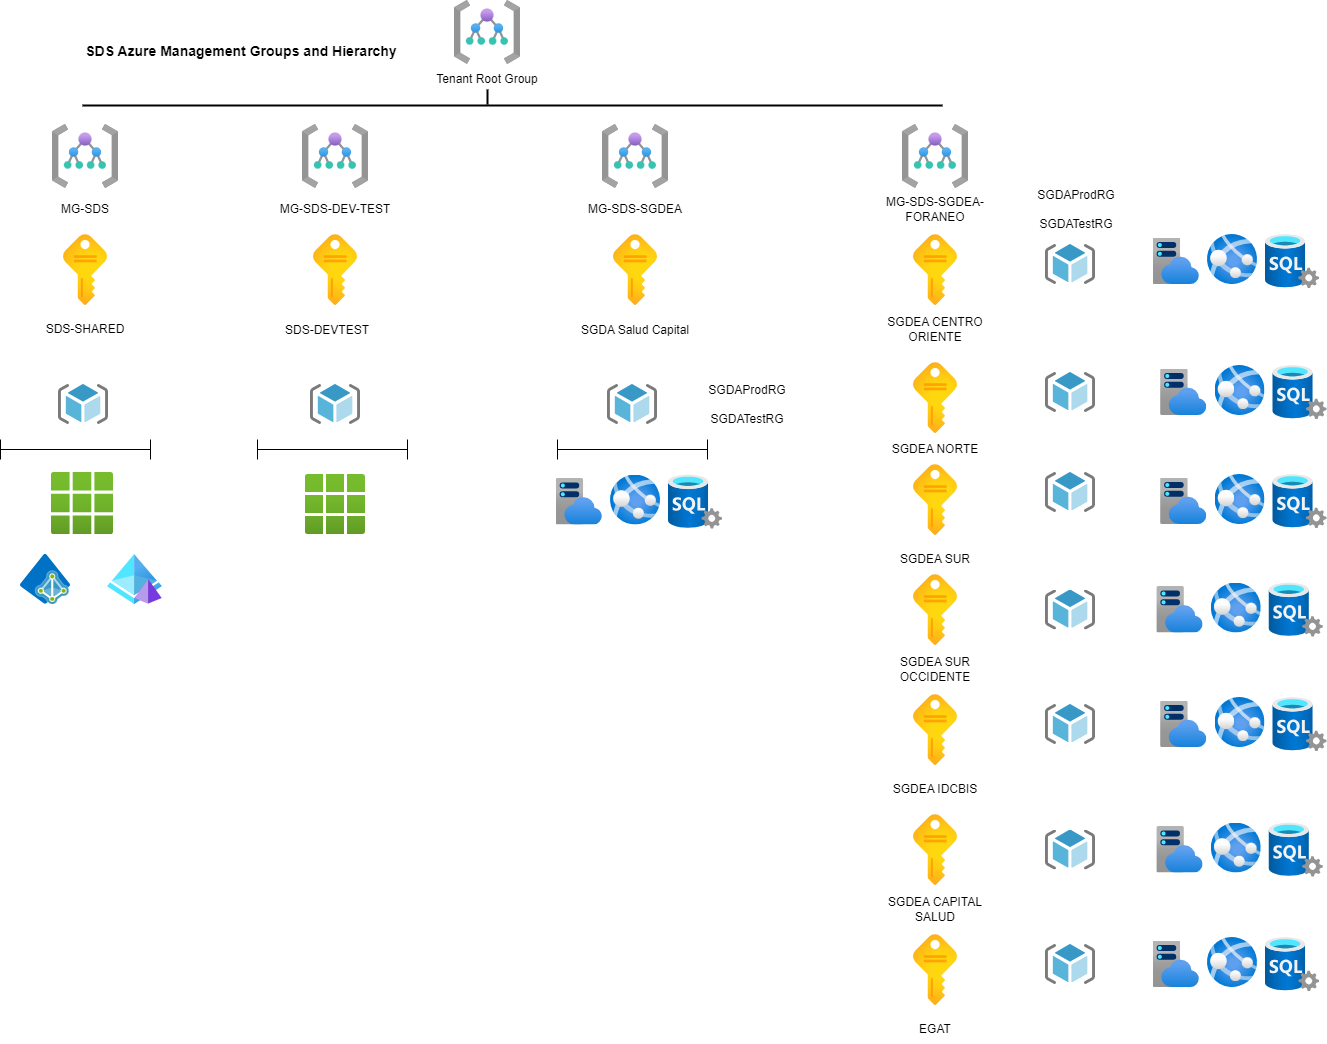 SDS Azure Management Groups and Hierarchy
Tenant Root Group
MG-SDS
MG-SDS-DEV-TEST
MG-SDS-SGDEA
MG-SDS-SGDEA-
FORANEO
SGDAProdRG
SGDATestRG
SQL
SDS-SHARED
SDS-DEVTEST
SGDA Salud Capital
SGDEA CENTRO
ORIENTE
SGDAProdRG
SGDATestRG
SQL
SGDEA NORTE
SQL
SQL
SGDEA SUR
SQL
SGDEA SUR
OCCIDENTE
SQL
SGDEA IDCBIS
SQL
SGDEA CAPITAL
SALUD
SQL
EGAT